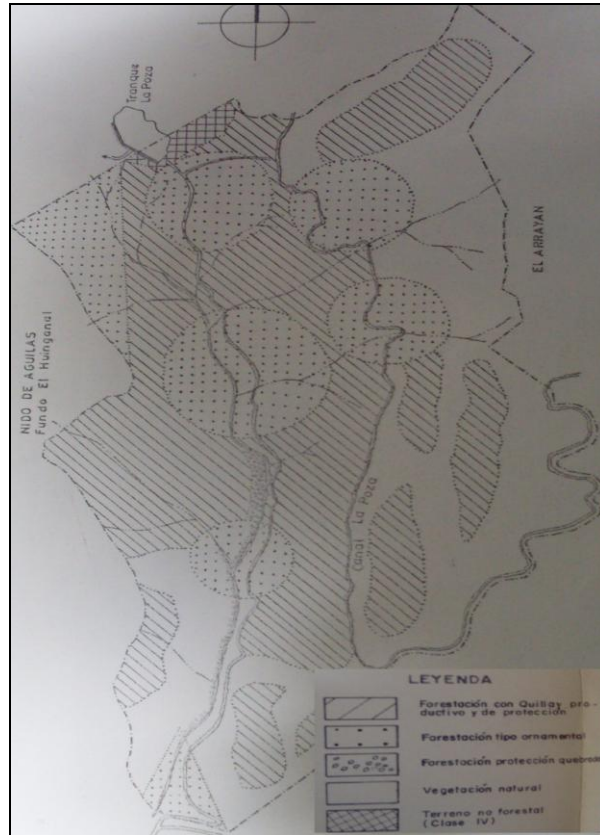 Tranque
La Poza
NIDO DE AGUILAS
Fundo El Huinganal
EL ARRAYAN
Canal La Poza
LEYENDA
Forestación con Quillay pro-
ductivo y de protección
Forestación tipo ornamental
Forestación protección quebrada
Vegetación natural
Terreno no forestal
(Clase IV)